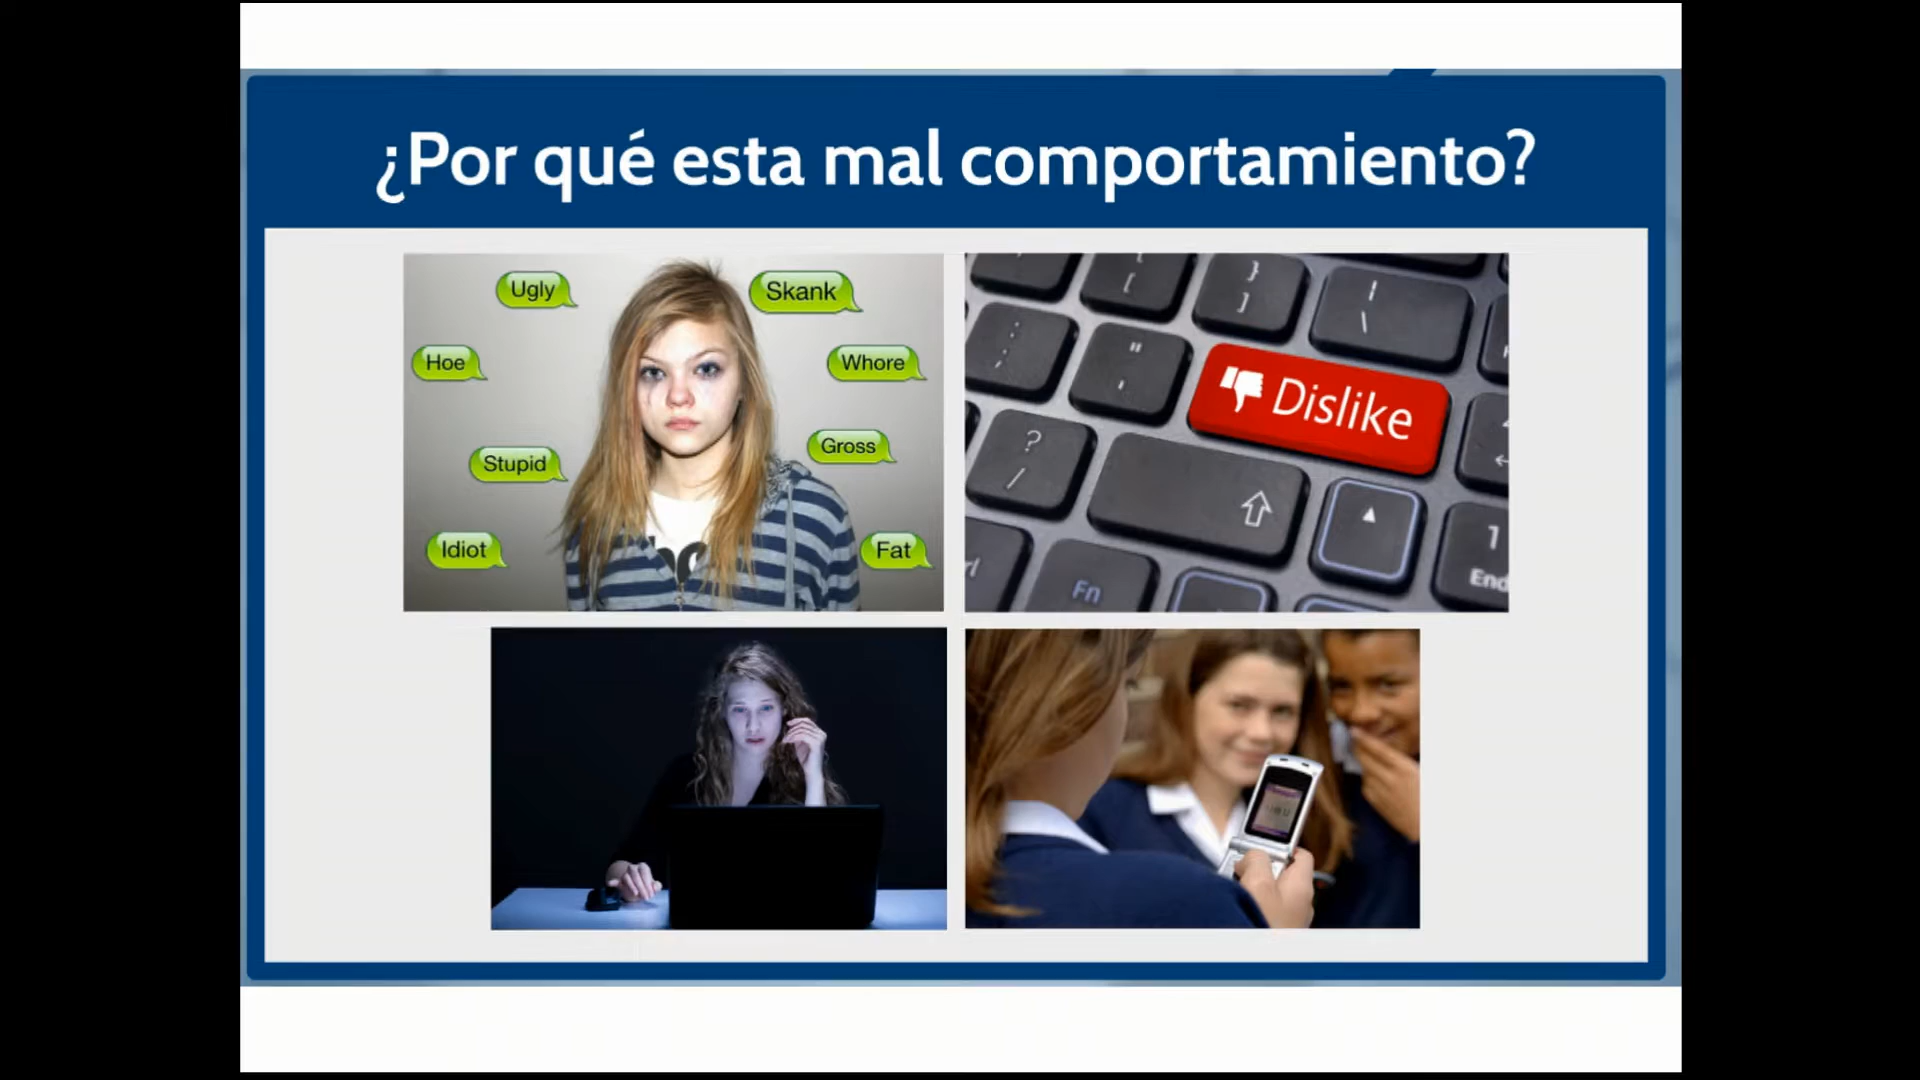 ¿Por qué esta mal comportamiento?
Ugly
Skank
Hoe
Whore
Stupid
Gross
Idiot
Fat
Dislike
Fn
End